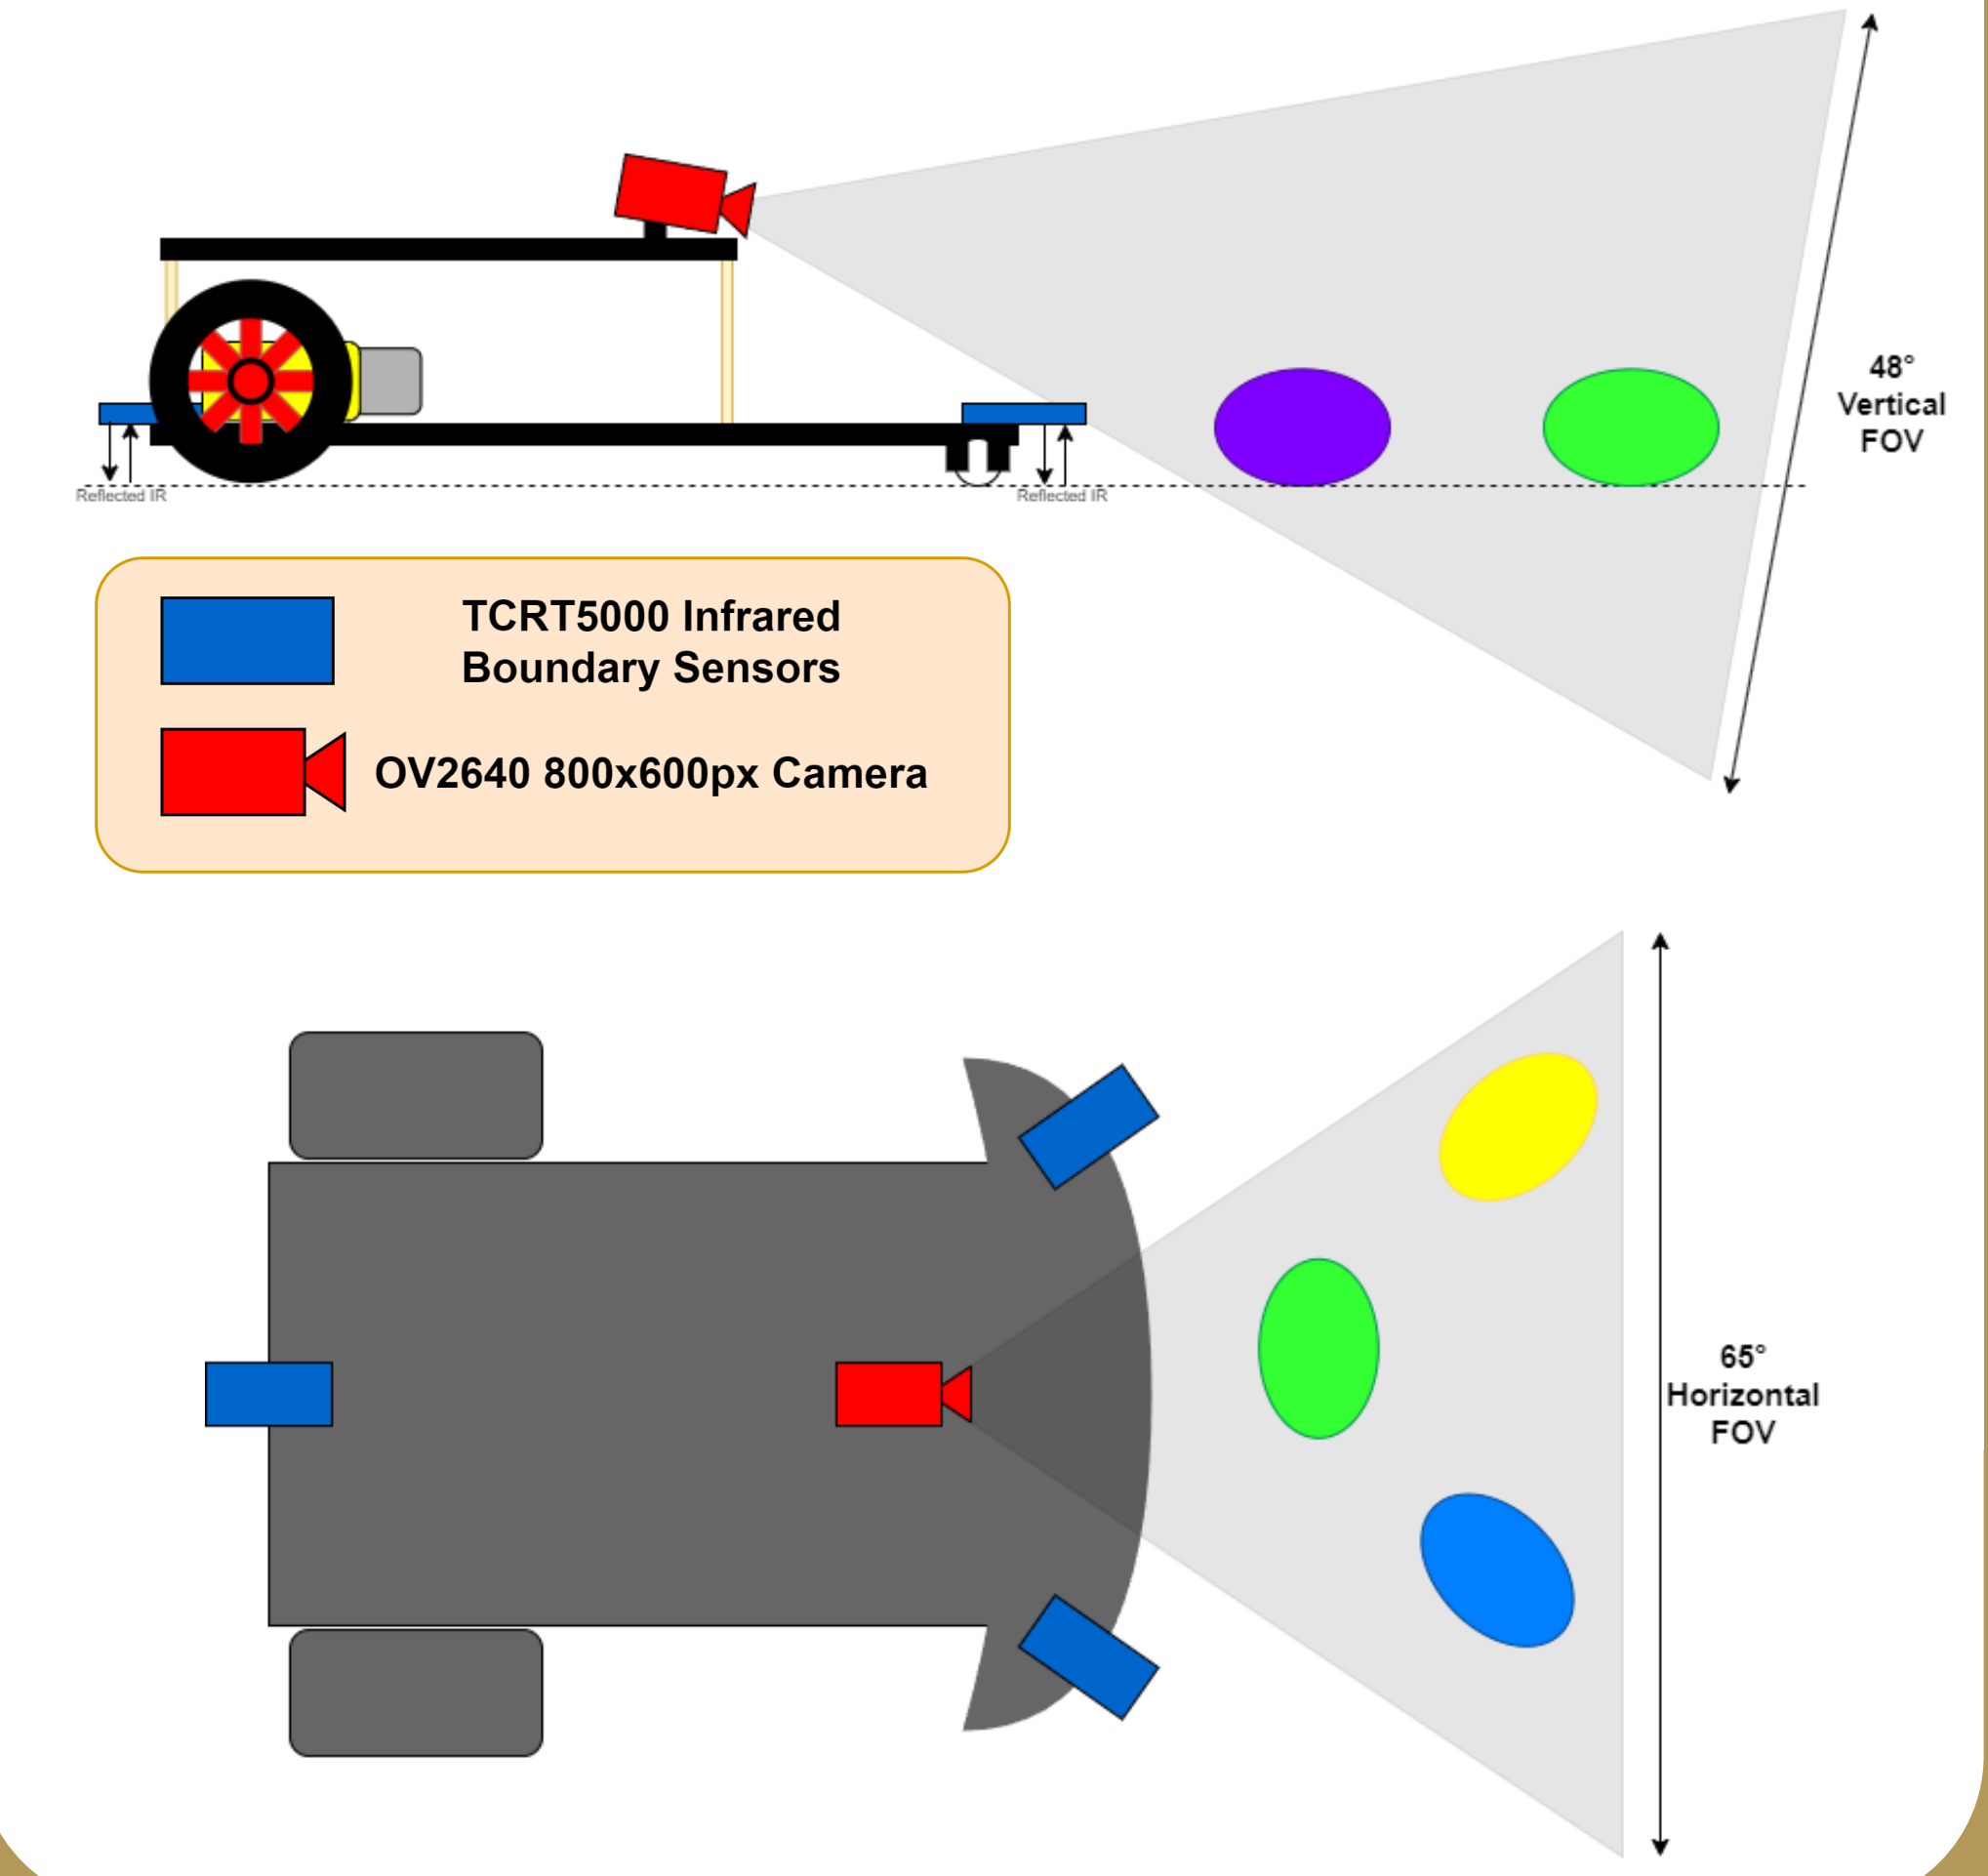 48°
Vertical
FOV
Reflected IR
Reflected IR
TCRT5000 Infrared
Boundary Sensors
OV2640 800x600px Camera
65°
Horizontal
FOV